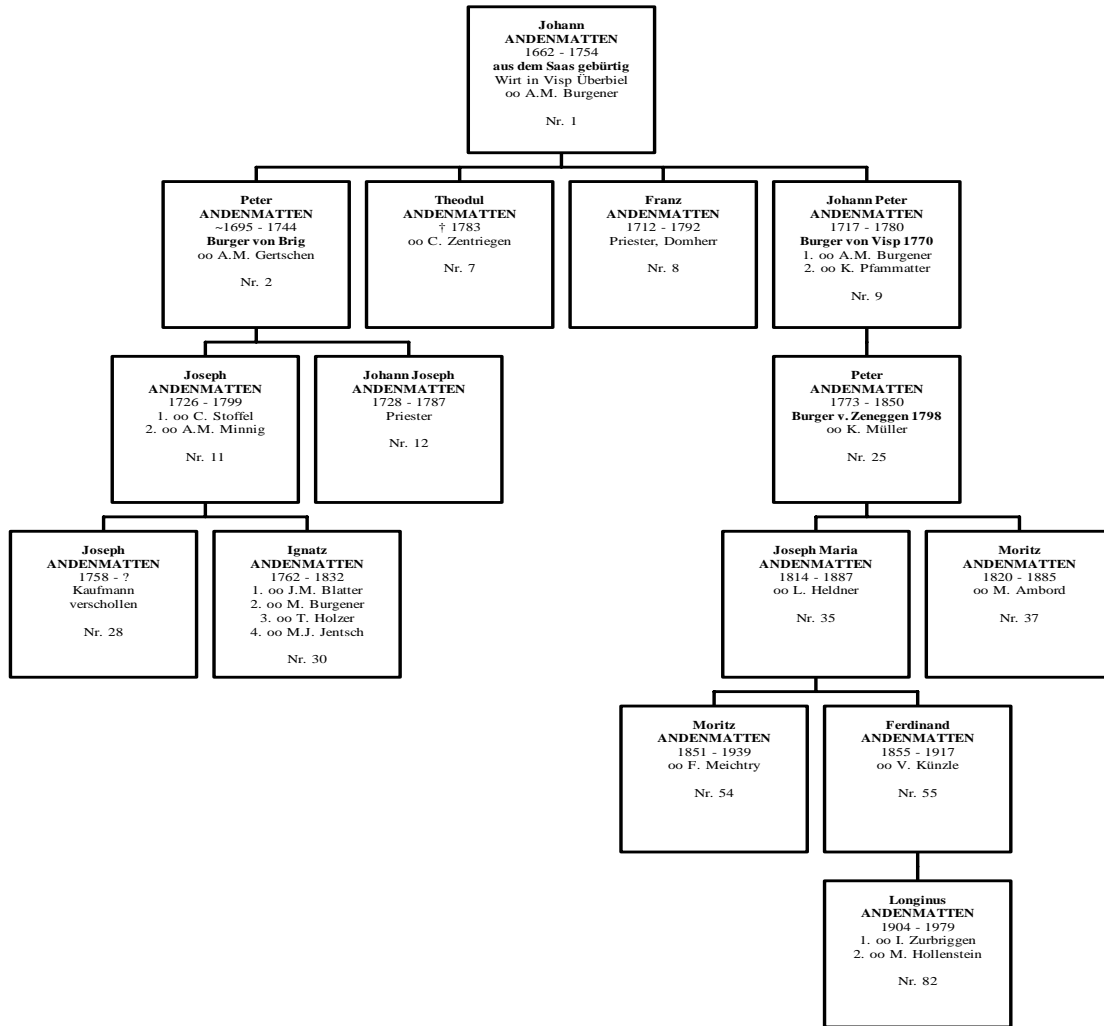 Johann
ANDENMATTEN
1662 - 1754
aus dem Saas gebürtig
Wirt in Visp Überbiel
oo A.M. Burgener
Nr. 1
Peter
ANDENMATTEN
~1695 - 1744
Burger von Brig
oo A.M. Gertschen
Nr. 2
Theodul
ANDENMATTEN
† 1783
oo C. Zentriegen
Nr. 7
Franz
ANDENMATTEN
1712 - 1792
Priester, Domherr
Nr. 8
Johann Peter
ANDENMATTEN
1717 - 1780
Burger von Visp 1770
1. oo A.M. Burgener
2. oo K. Pfammatter
Nr. 9
Joseph
ANDENMATTEN
1726 - 1799
1. oo C. Stoffel
2. oo A.M. Minnig
Nr. 11
Johann Joseph
ANDENMATTEN
1728 - 1787
Priester
Nr. 12
Peter
ANDENMATTEN
1773 - 1850
Burger v. Zeneggen 1798
oo K. Müller
Nr. 25
Joseph
ANDENMATTEN
1758 - ?
Kaufmann
verschollen
Nr. 28
Ignatz
ANDENMATTEN
1762 - 1832
1. oo J.M. Blatter
2. oo M. Burgener
3. oo T. Holzer
4. oo M.J. Jentsch
Nr. 30
Joseph Maria
ANDENMATTEN
1814 - 1887
oo L. Heldner
Nr. 35
Moritz
ANDENMATTEN
1820 - 1885
oo M. Ambord
Nr. 37
Moritz
ANDENMATTEN
1851 - 1939
oo F. Meichtry
Nr. 54
Ferdinand
ANDENMATTEN
1855 - 1917
oo V. Künzle
Nr. 55
Longinus
ANDENMATTEN
1904 - 1979
1. oo I. Zurbriggen
2. oo M. Hollenstein
Nr. 82